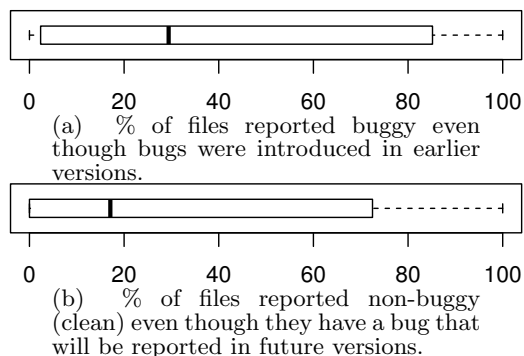 0 20 40 60 80 100
(a) % of files reported buggy even
though bugs were introduced in earlier
versions.
0 20 40 60 80 100
(b) % of files reported non-buggy
(clean) even though they have a bug that
will be reported in future versions.